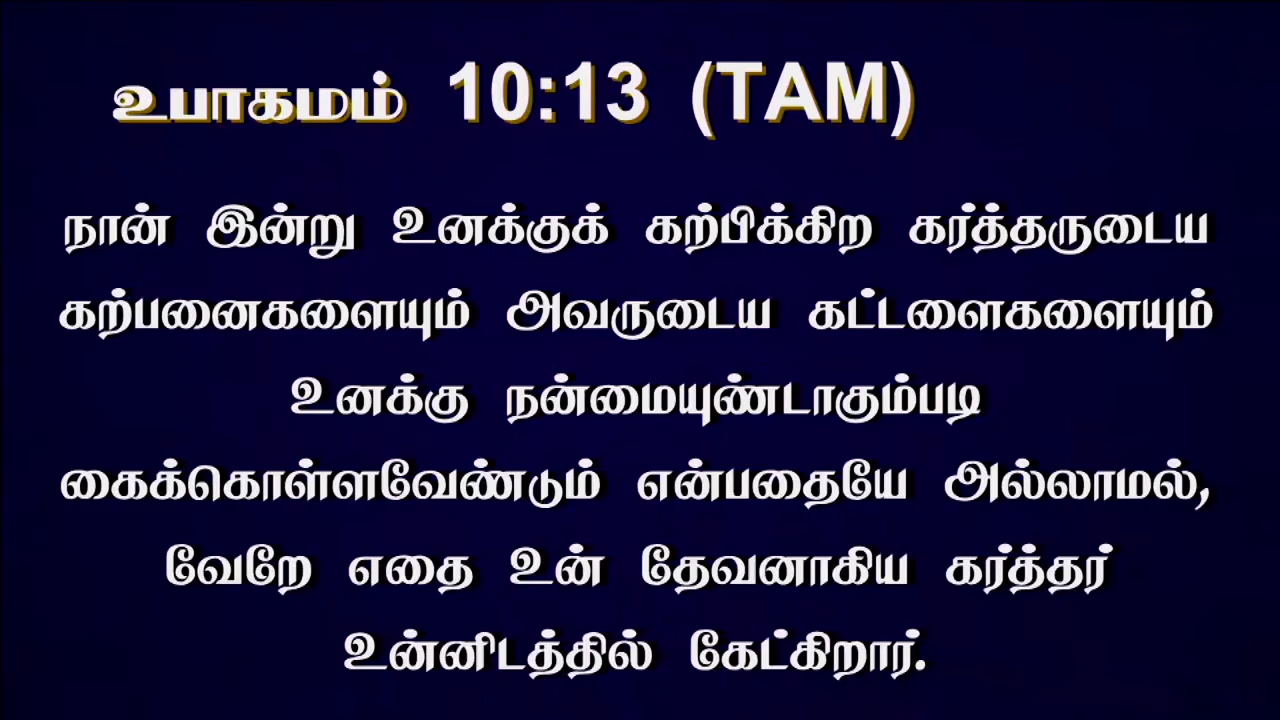 உபாகமம் 10:13 (TAM)
நான் இன்று உனக்குக் கற்பிக்கிற கர்த்தருடைய
கற்பனைகளையும் அவருடைய கட்டளைகளையும்
உனக்கு நன்மையுண்டாகும்படி
கைக்கொள்ளவேண்டும் என்பதையே அல்லாமல்,
வேறே எதை உன் தேவனாகிய கர்த்தர்
உன்னிடத்தில் கேட்கிறார்.